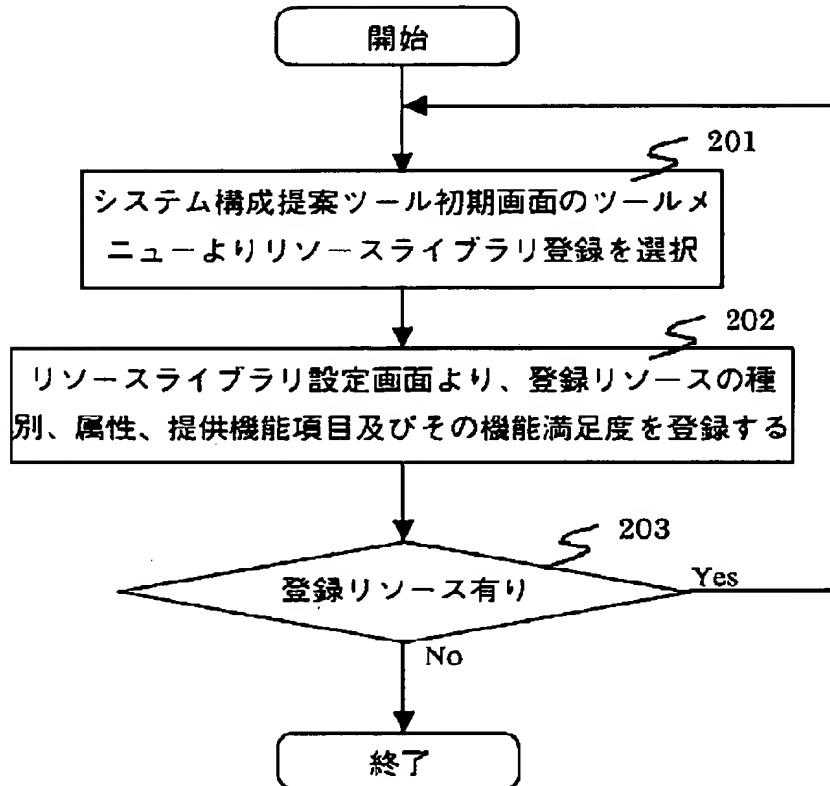 開始
201
システム構成提案ツール初期画面のツールメ
ニューよりリソースライブラリ登録を選択
202
リソースライブラリ設定画面より、登録リソースの種
別、属性、提供機能項目及びその機能満足度を登録する
203
登録リソース有り
Yes
No
終了